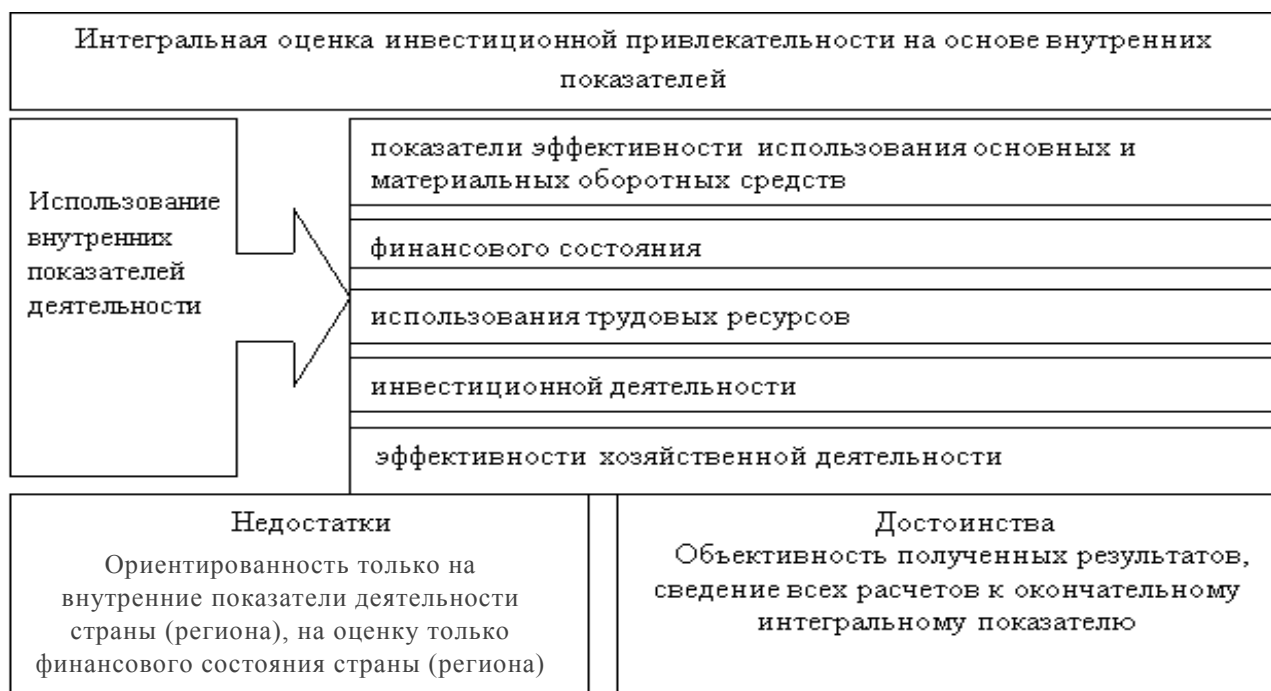 Интегральная оценка инвестиционной привлекательности на основе внутренних
показателей
Использование
внутренних
показателей
деятельности
показатели эффективности использования основных и
материальных оборотных средств
финансового состояния
использования трудовых ресурсов
инвестиционной деятельности
эффективности хозяйственной деятельности
Недостатки
Ориентированность только на
внутренние показатели деятельности
страны (региона), на оценку только
финансового состояния страны (региона)
Достоинства
Объективность полученных результатов,
сведение всех расчетов к окончательному
интегральному показателю